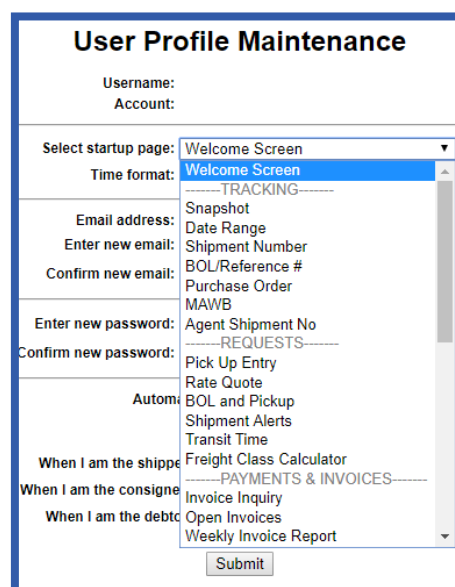 User Profile Maintenance
Username:
Account:
Select startup page: Welcome Screen
Time format: Welcome Screen
-------TRACKING-------
Snapshot
Email address: Date Range
Enter new email: Shipment Number
Confirm new email: BOL/Reference #
Purchase Order
MAWB
Enter new password: Agent Shipment No
-------REQUESTS-------
Confirm new password: Pick Up Entry
Rate Quote
Automa BOL and Pickup
Shipment Alerts
Transit Time
When I am the shippe Freight Class Calculator
-------PAYMENTS & INVOICES-------
When I am the consigne Invoice Inquiry
When I am the debto Open Invoices
Weekly Invoice Report
Submit